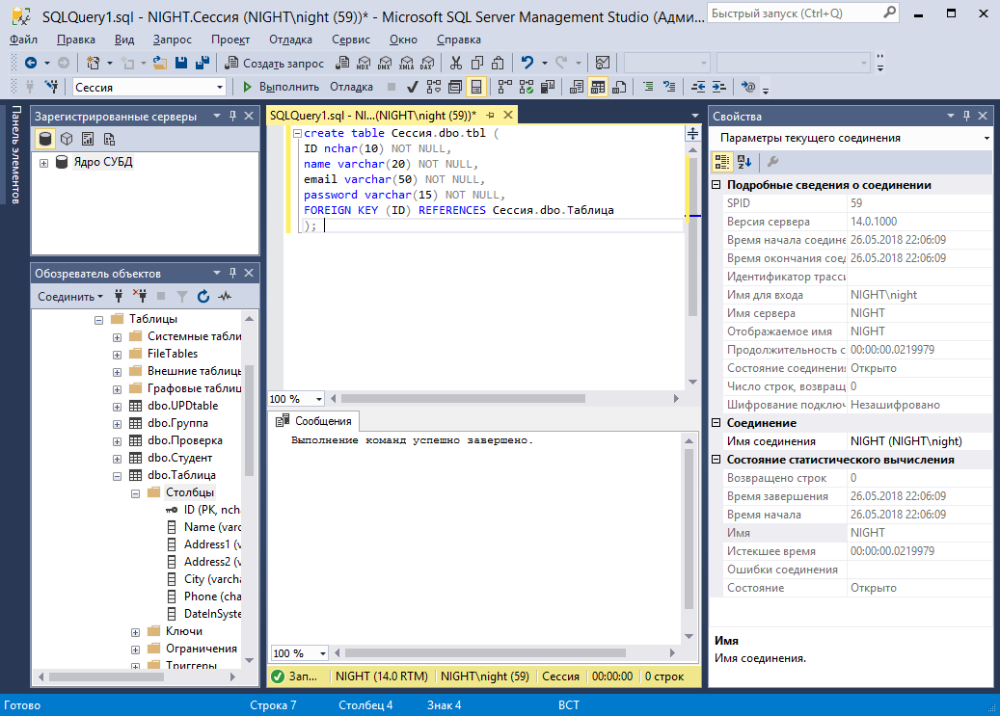 SQLQuery1.sql - NIGHT.Сессия (NIGHT\night (59))* - Microsoft SQL Server Management Studio (Адми...
Быстрый запуск (Ctrl+Q)
Файл Правка Вид Запрос Проект Отладка Сервис Окно Справка
Создать запрос MDX DMX XMLA DAX
Сессия Выполнить Отладка
Панель элементов
Зарегистрированные серверы
Ядро СУБД
Обозреватель объектов
Соединить
Таблицы
Системные табли
FileTables
Внешние таблиць
Графовые таблиц
dbo.UPDtable
dbo.Группа
dbo.Проверка
dbo.Студент
dbo.Таблица
Столбцы
ID (PK, nch
Name (varc
Address1 (v
Address2 (v
City (varcha
Phone (cha
DateInSyste
Ключи
Ограничения
Триггеры
SQLQuery1.sql - NI...(NIGHT\night (59))*
create table Сессия.dbo.tbl (
ID nchar(10) NOT NULL,
name varchar(20) NOT NULL,
email varchar(50) NOT NULL,
password varchar(15) NOT NULL,
FOREIGN KEY (ID) REFERENCES Сессия.dbo.Таблица
);
100 %
Сообщения
Выполнение команд успешно завершено.
100 %
Зап... NIGHT (14.0 RTM) NIGHT\night (59) Сессия 00:00:00 0 строк
Свойства
Параметры текущего соединения
Подробные сведения о соединении
SPID 59
Версия сервера 14.0.1000
Время начала соедине 26.05.2018 22:06:09
Время окончания соед 26.05.2018 22:06:09
Идентификатор трасси
Имя для входа NIGHT\night
Имя сервера NIGHT
Отображаемое имя NIGHT
Продолжительность с 00:00:00.0219979
Состояние соединени Открыто
Число строк, возвращ 0
Шифрование подключ Незашифровано
Соединение
Имя соединения NIGHT (NIGHT\night)
Состояние статистического вычисления
Возвращено строк 0
Время завершения 26.05.2018 22:06:09
Время начала 26.05.2018 22:06:09
Имя NIGHT
Истекшее время 00:00:00.0219979
Ошибки соединения
Состояние Открыто
Имя
Имя соединения.
Готово Строка 7 Столбец 4 Знак 4 ВСТ